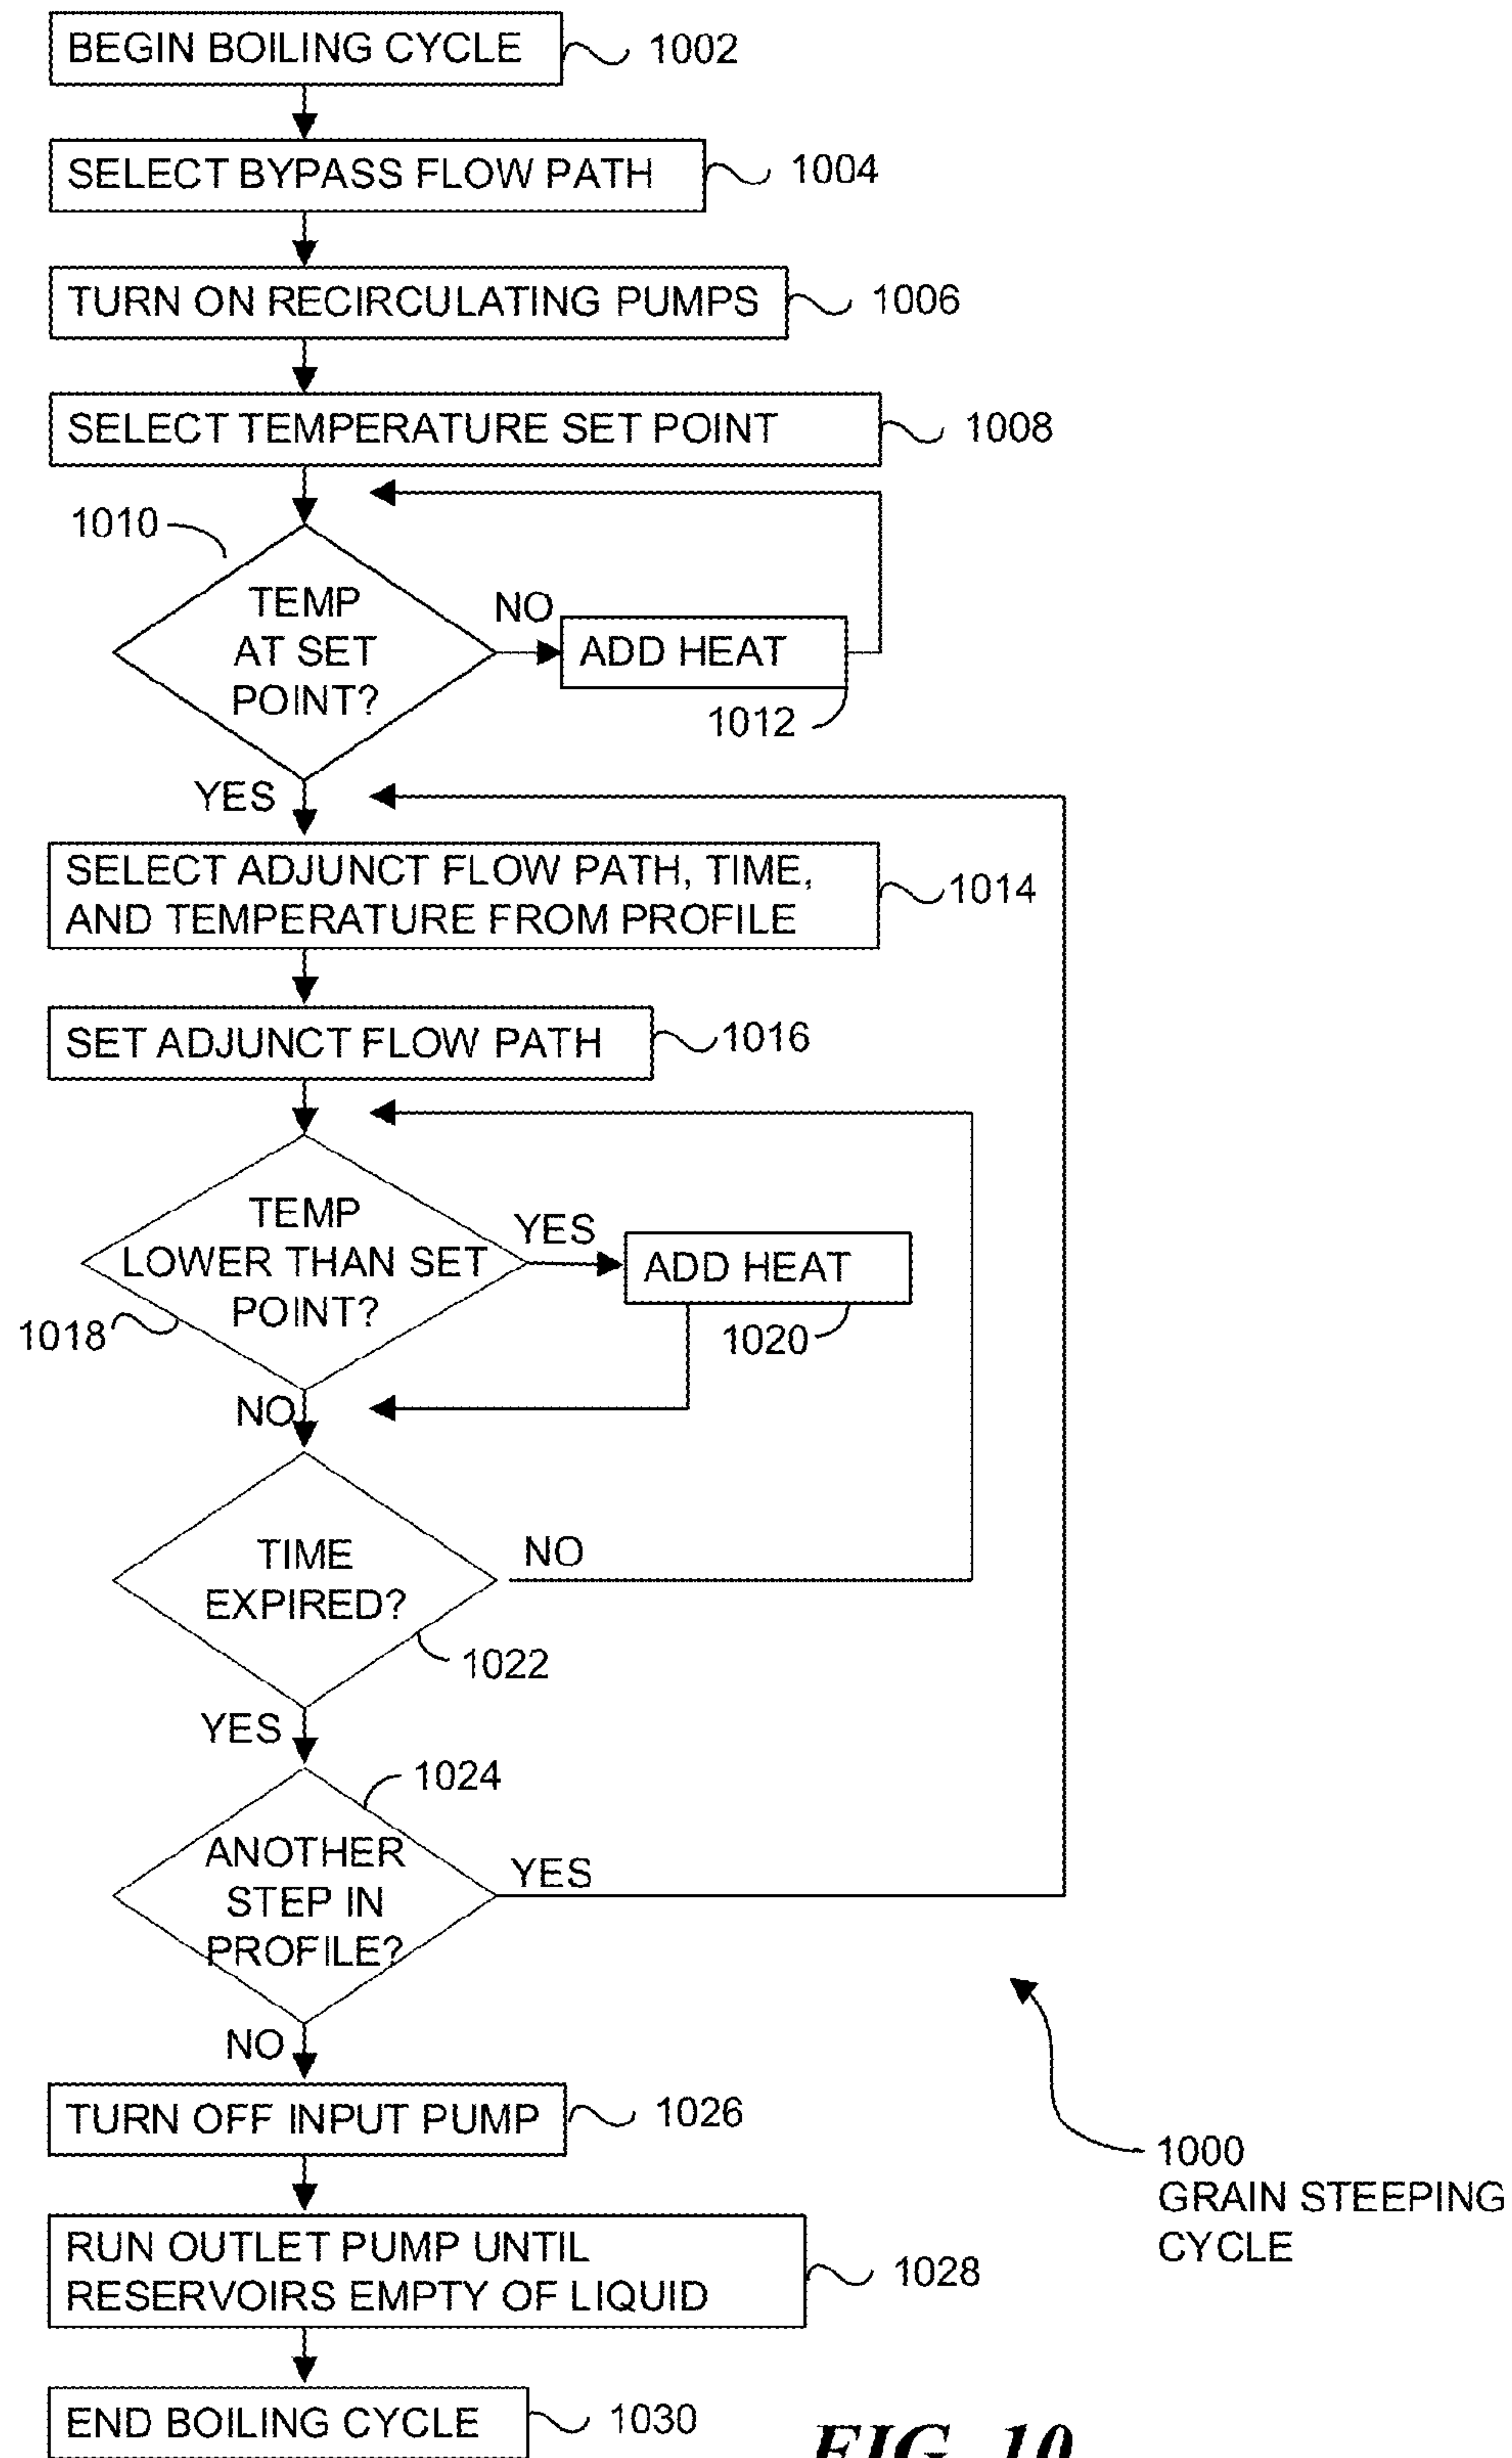 BEGIN BOILING CYCLE
1002
SELECT BYPASS FLOW PATH
1004
TURN ON RECIRCULATING PUMPS
1006
SELECT TEMPERATURE SET POINT
1008
1010
TEMP
AT SET
POINT?
NO
ADD HEAT
1012
YES
SELECT ADJUNCT FLOW PATH, TIME,
AND TEMPERATURE FROM PROFILE
1014
SET ADJUNCT FLOW PATH
1016
TEMP
LOWER THAN SET
POINT?
YES
ADD HEAT
1018
1020
NO
TIME
EXPIRED?
NO
1022
YES
1024
ANOTHER
STEP IN
PROFILE?
YES
NO
TURN OFF INPUT PUMP
1026
1000
GRAIN STEEPING
CYCLE
RUN OUTLET PUMP UNTIL
RESERVOIRS EMPTY OF LIQUID
1028
END BOILING CYCLE
1030
FIG. 10